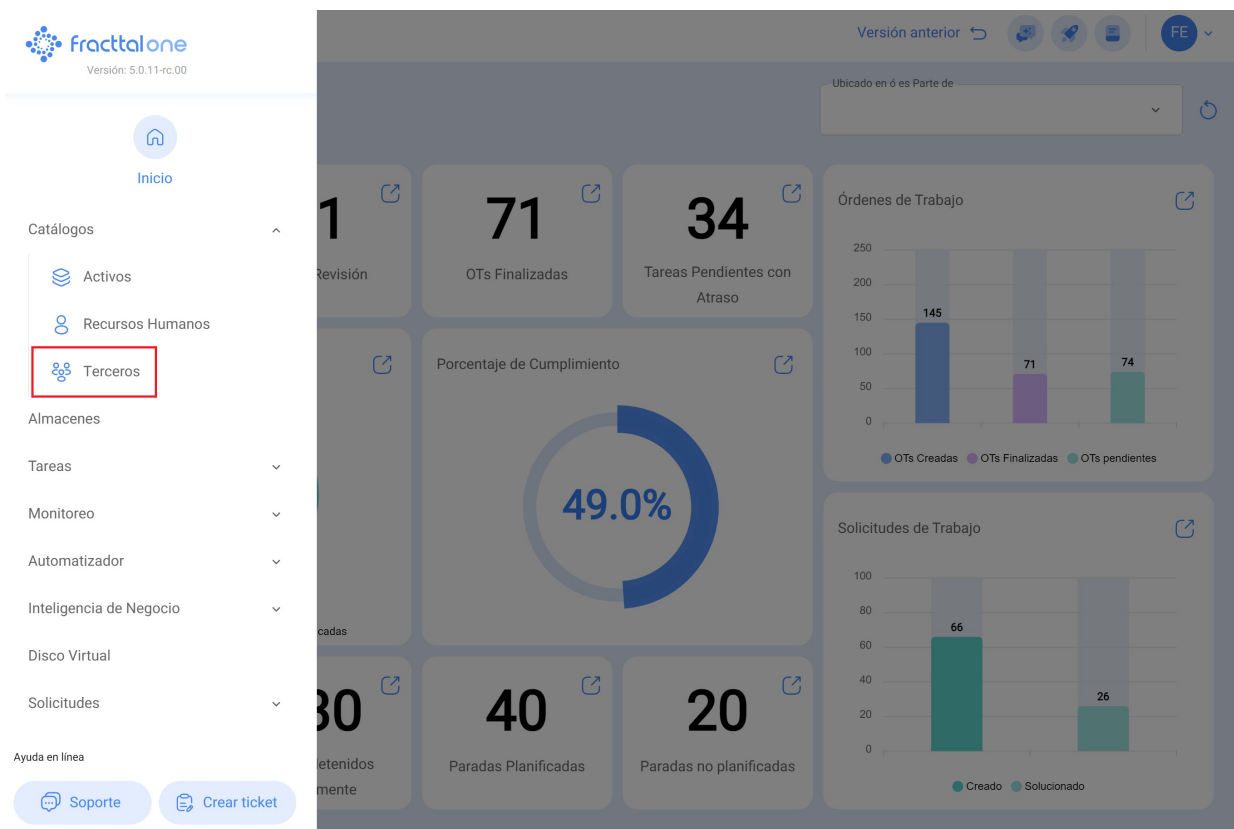 fracttalone
Versión: 5.0.11-rc.00
Inicio
Catálogos
Activos
Recursos Humanos
Terceros
Almacenes
Tareas
Monitoreo
Automatizador
Inteligencia de Negocio
Disco Virtual
Solicitudes
Ayuda en línea
Soporte
Crear ticket
Versión anterior
FE
Ubicado en ó es Parte de
1
Revisión
71
OTs Finalizadas
34
Tareas Pendientes con
Atraso
Porcentaje de Cumplimiento
49.0%
cadas
30
etenidos
mente
40
Paradas Planificadas
20
Paradas no planificadas
Órdenes de Trabajo
250
200
150
100
50
0
145
71
74
OTs Creadas OTs Finalizadas OTs pendientes
Solicitudes de Trabajo
100
80
60
40
20
0
66
26
Creado Solucionado